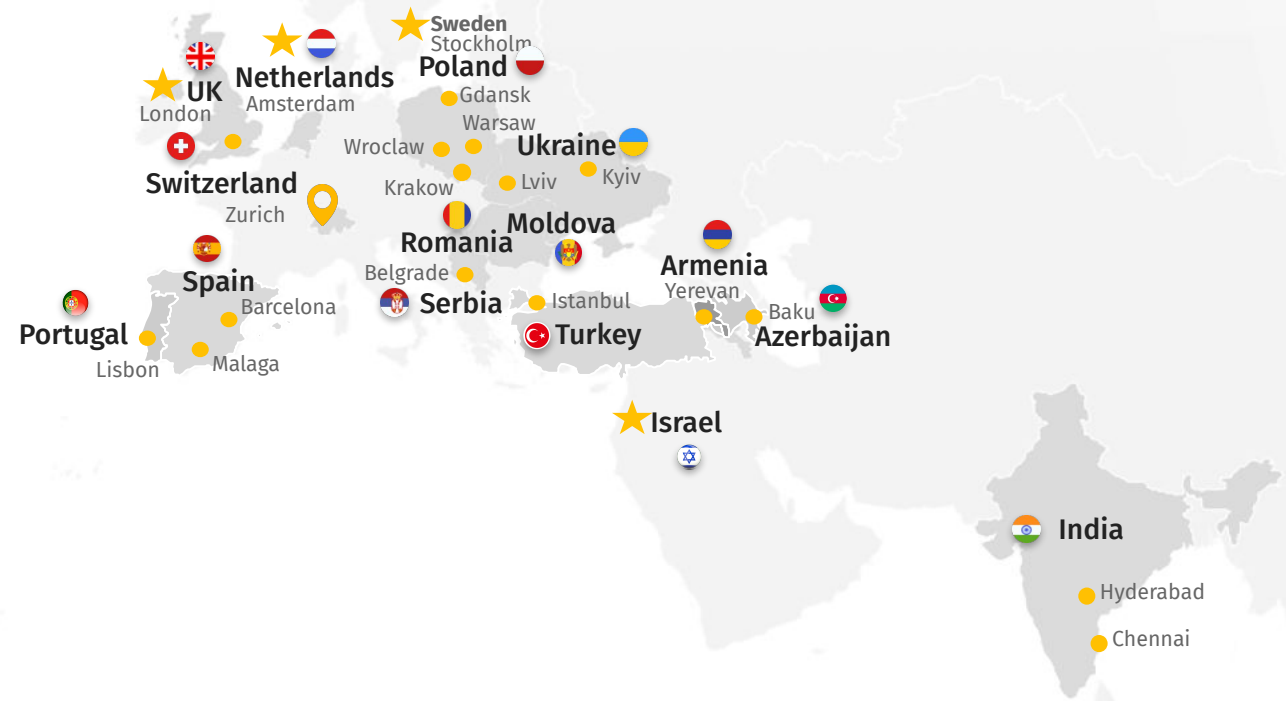 Sweden
Stockholm
Netherlands
Amsterdam
UK
London
Poland
Gdansk
Warsaw
Wroclaw
Krakow
Ukraine
Kyiv
Lviv
Switzerland
Zurich
Moldova
Romania
Belgrade
Serbia
Spain
Barcelona
Malaga
Portugal
Lisbon
Istanbul
Turkey
Armenia
Yerevan
Baku
Azerbaijan
Israel
India
Hyderabad
Chennai